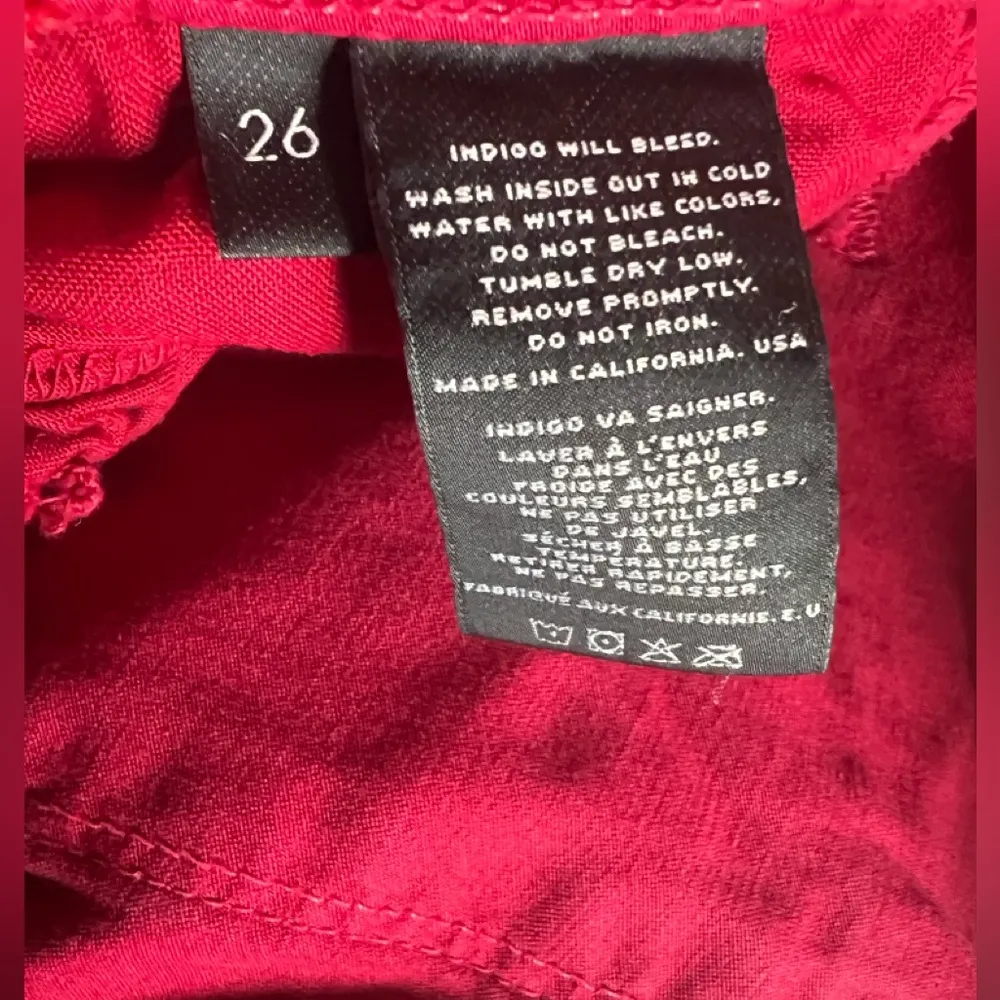 26
INDIGO WILL BLEED.
WASH INSIDE OUT IN COLD
WATER WITH LIKE COLORS,
DO NOT BLEACH.
TUMBLE DRY LOW.
REMOVE PROMPTLY.
DO NOT IRON.
MADE IN CALIFORNIA. USA
INDIGO VA SAIGNER.
LAVER À L'ENVERS
DANS L'EAU
FROIDE AVEC DES
COULEURS SEMBLABLES,
NE PAS UTILISER
DE JAVEL.
SÉCHER À BASSE
TEMPERATURE.
RETIRER RAPIDEMENT,
NE PAS REPASSER.
FABRIQUÉ AUX CALIFORNIE. E.U